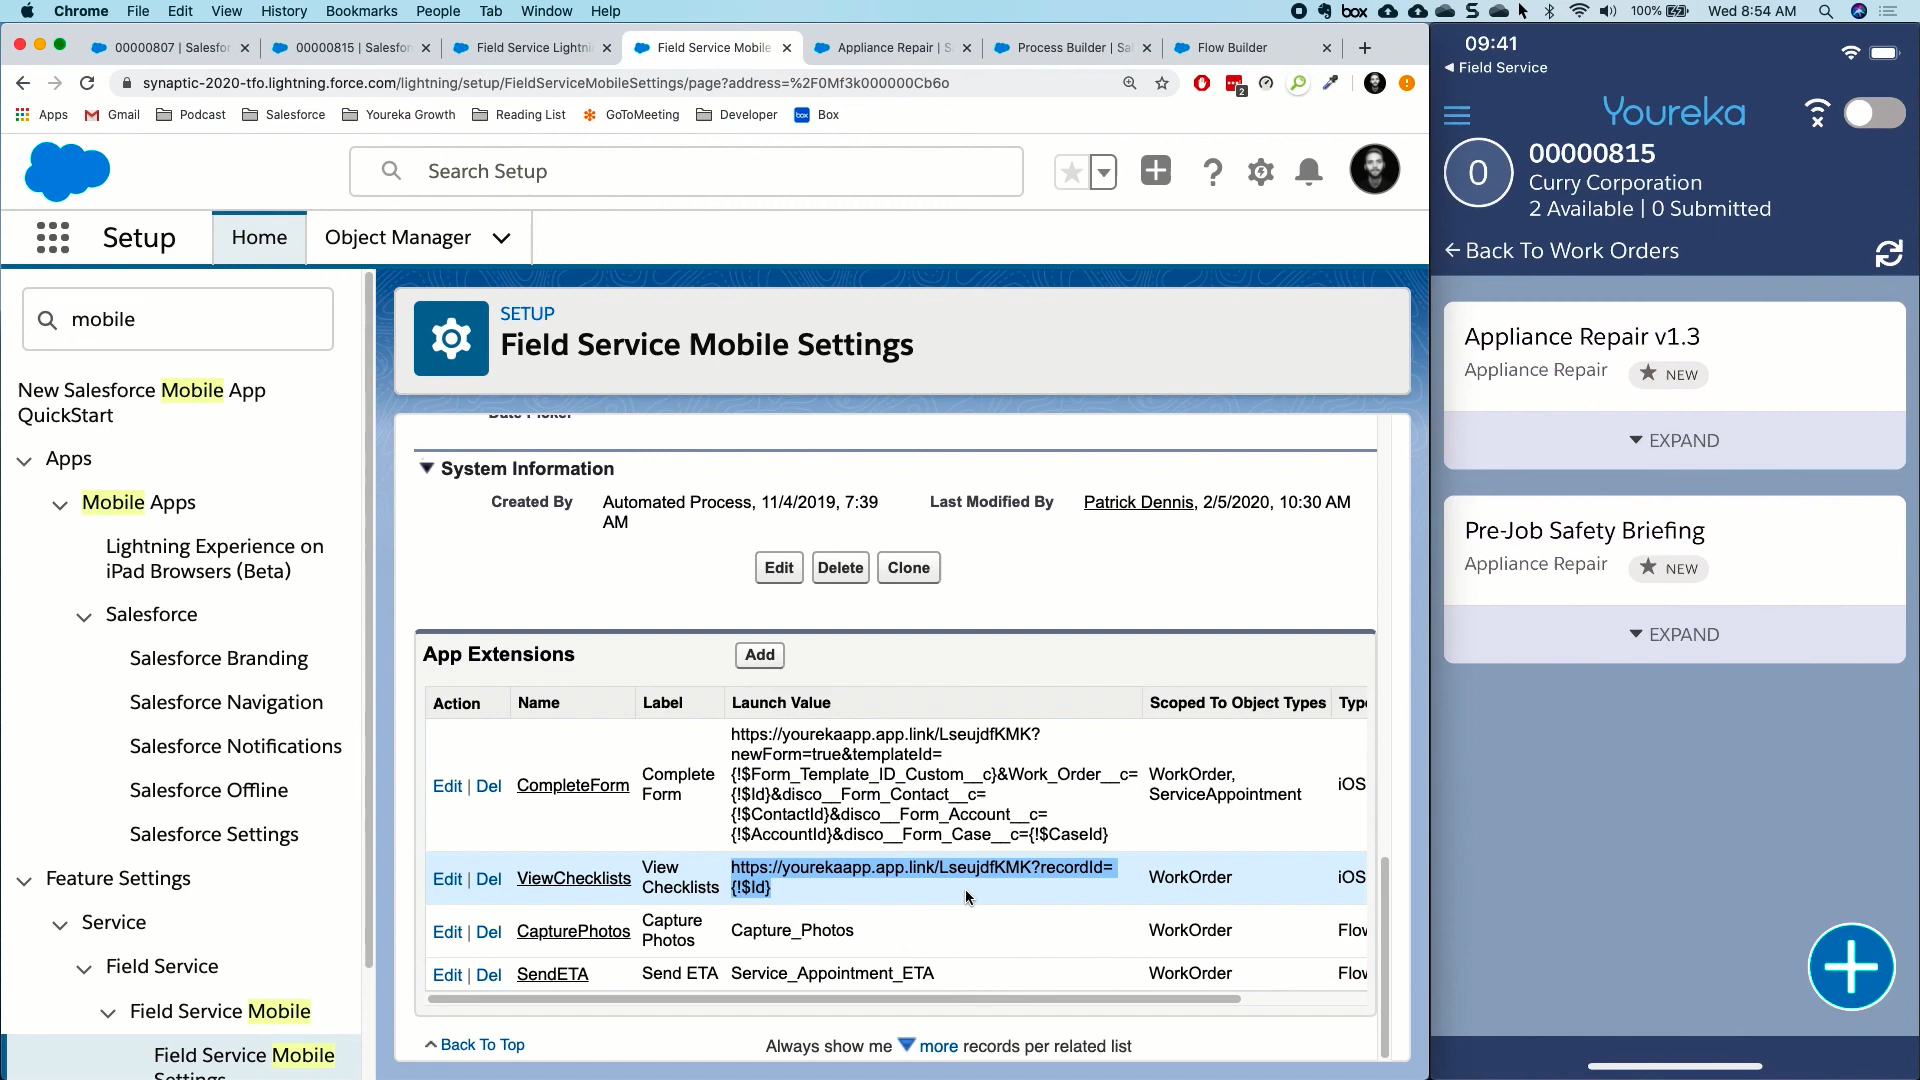 Chrome File Edit View History Bookmarks People Tab Window Help
box 100% Wed 8:54 AM
00000807 | Salesfor
00000815 | Salesfor
Field Service Lightni
Field Service Mobile
Appliance Repair | S
Process Builder | Sal
Flow Builder
synaptic-2020-tfo.lightning.force.com/lightning/setup/FieldServiceMobileSettings/page?address=%2F0Mf3k000000Cb6o
2
Apps Gmail Podcast Salesforce Youreka Growth Reading List GoToMeeting Developer Box
Search Setup
Setup Home Object Manager
mobile
New Salesforce Mobile App
QuickStart
Apps
Mobile Apps
Lightning Experience on
iPad Browsers (Beta)
Salesforce
Salesforce Branding
Salesforce Navigation
Salesforce Notifications
Salesforce Offline
Salesforce Settings
Feature Settings
Service
Field Service
Field Service Mobile
Field Service Mobile
Settings
SETUP
Field Service Mobile Settings
Date Picker
System Information
Created By Automated Process, 11/4/2019, 7:39
AM
Last Modified By Patrick Dennis, 2/5/2020, 10:30 AM
Edit Delete Clone
App Extensions Add
Action Name Label Launch Value Scoped To Object Types Type
Edit | Del CompleteForm
Complete
Form
https://yourekaapp.app.link/LseujdfKMK?
newForm=true&templateId=
{!$Form_Template_ID_Custom__c}&Work_Order__c=
{!$Id}&disco__Form_Contact__c=
{!$ContactId}&disco__Form_Account__c=
{!$AccountId}&disco__Form_Case__c={!$CaseId}
WorkOrder,
ServiceAppointment
iOS
Edit | Del ViewChecklists
View
Checklists
https://yourekaapp.app.link/LseujdfKMK?recordId=
{!$Id}
WorkOrder
iOS
Edit | Del CapturePhotos
Capture
Photos
Capture_Photos
WorkOrder
Flow
Edit | Del SendETA Send ETA Service_Appointment_ETA WorkOrder Flow
Back To Top
Always show me more records per related list
09:41
Field Service
Youreka
0
00000815
Curry Corporation
2 Available | 0 Submitted
Back To Work Orders
Appliance Repair v1.3
Appliance Repair NEW
EXPAND
Pre-Job Safety Briefing
Appliance Repair NEW
EXPAND